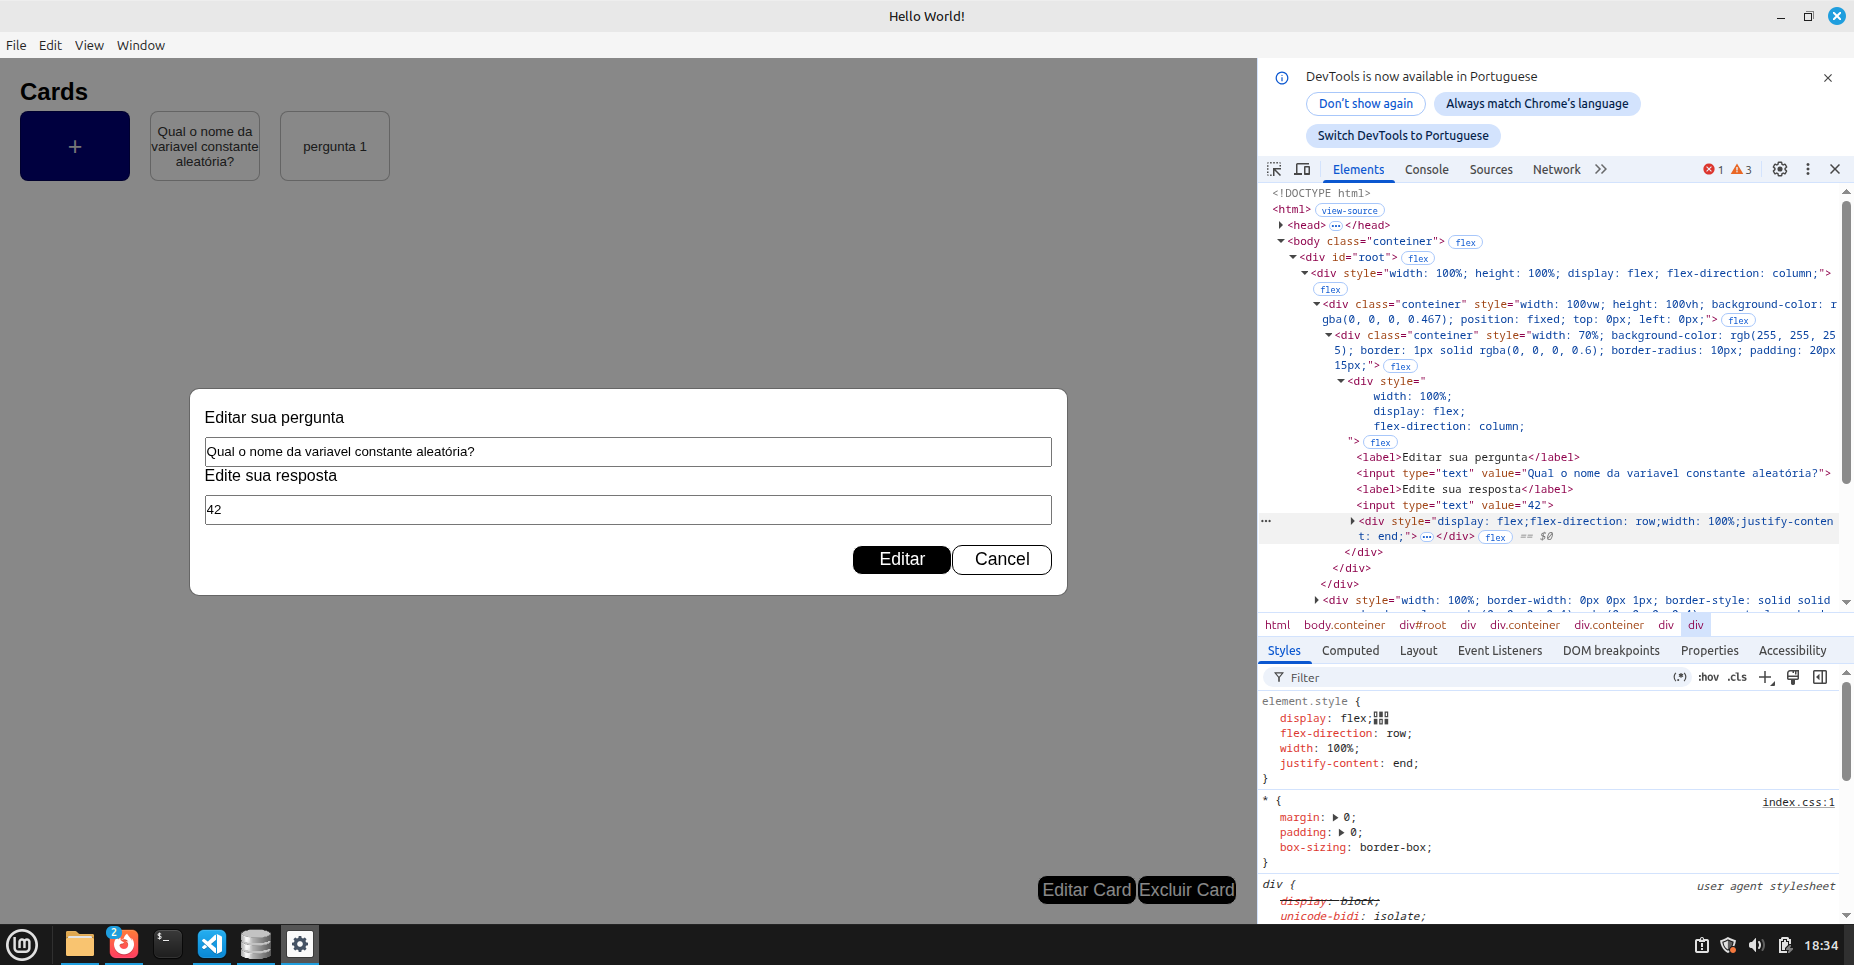 Hello World!
File Edit View Window
Cards
+
Qual o nome da
variavel constante
aleatória?
pergunta 1
Editar sua pergunta
Qual o nome da variavel constante aleatória?
Edite sua resposta
42
Editar Cancel
Editar Card Excluir Card
DevTools is now available in Portuguese
Don't show again Always match Chrome's language
Switch DevTools to Portuguese
Elements Console Sources Network 1 3
<!DOCTYPE html>
<html> view-source
<head> </head>
<body class="conteiner"> flex
<div id="root"> flex
<div style="width: 100%; height: 100%; display: flex; flex-direction: column;">
flex
<div class="conteiner" style="width: 100vw; height: 100vh; background-color: r
gba(0, 0, 0, 0.467); position: fixed; top: 0px; left: 0px;"> flex
<div class="conteiner" style="width: 70%; background-color: rgb(255, 255, 25
5); border: 1px solid rgba(0, 0, 0, 0.6); border-radius: 10px; padding: 20px
15px;"> flex
<div style="
width: 100%;
display: flex;
flex-direction: column;
"> flex
<label>Editar sua pergunta</label>
<input type="text" value="Qual o nome da variavel constante aleatória?">
<label>Edite sua resposta</label>
<input type="text" value="42">
<div style="display: flex;flex-direction: row;width: 100%;justify-conten
t: end;"> </div> flex == $0
</div>
</div>
</div>
<div style="width: 100%; border-width: 0px 0px 1px; border-style: solid solid
html body.conteiner div#root div div.conteiner div.conteiner div div
Styles Computed Layout Event Listeners DOM breakpoints Properties Accessibility
Filter (.*) :hov .cls
element.style {
display: flex;
flex-direction: row;
width: 100%;
justify-content: end;
}
* { index.css:1
margin: 0;
padding: 0;
box-sizing: border-box;
}
div { user agent stylesheet
display: block;
unicode-bidi: isolate;
2
18:34